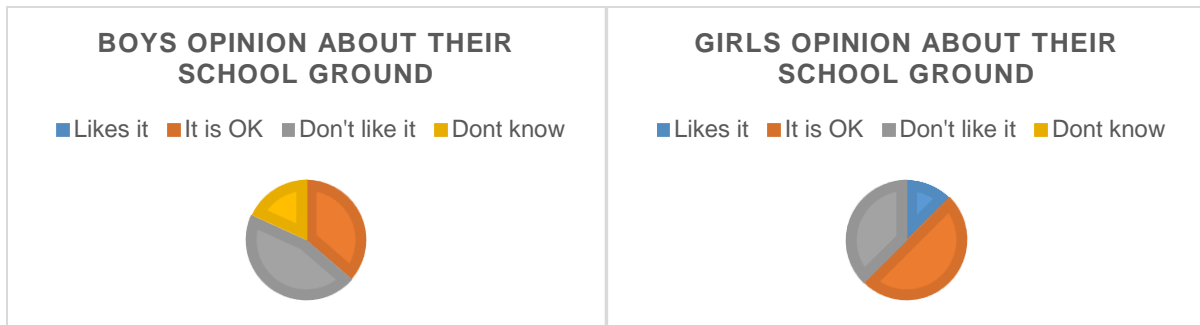 BOYS OPINION ABOUT THEIR
SCHOOL GROUND
Likes it It is OK Don't like it Dont know
GIRLS OPINION ABOUT THEIR
SCHOOL GROUND
Likes it It is OK Don't like it Dont know